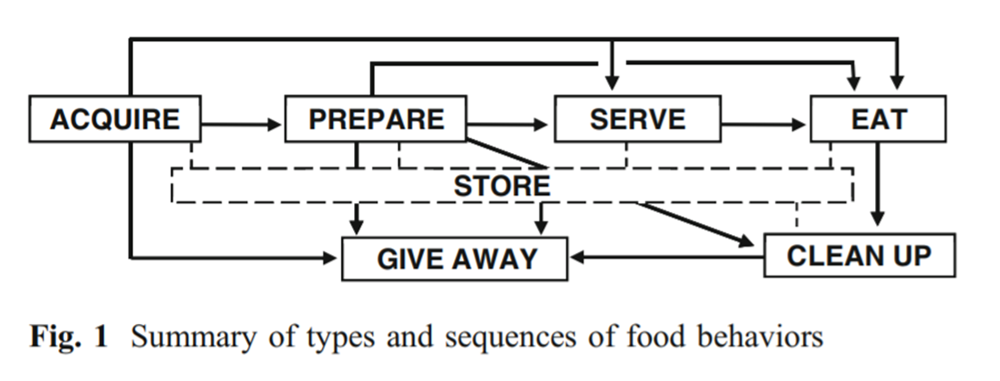 ACQUIRE PREPARE SERVE EAT
STORE
GIVE AWAY CLEAN UP
Fig. 1 Summary of types and sequences of food behaviors